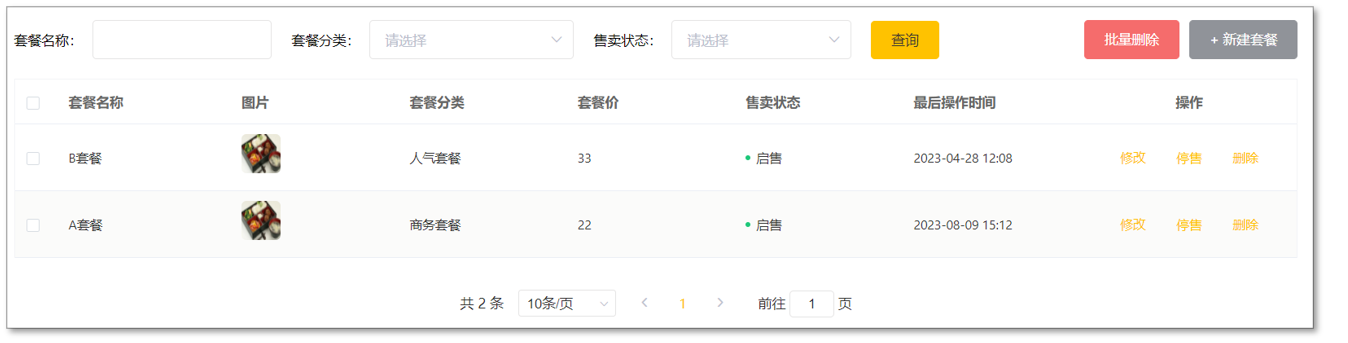 套餐名称: 套餐分类: 请选择 售卖状态: 请选择 查询 批量删除 + 新建套餐
套餐名称 图片 套餐分类 套餐价 售卖状态 最后操作时间 操作
B套餐 人气套餐 33 启售 2023-04-28 12:08 修改 停售 删除
A套餐 商务套餐 22 启售 2023-08-09 15:12 修改 停售 删除
共 2 条 10条/页 1 前往 1 页